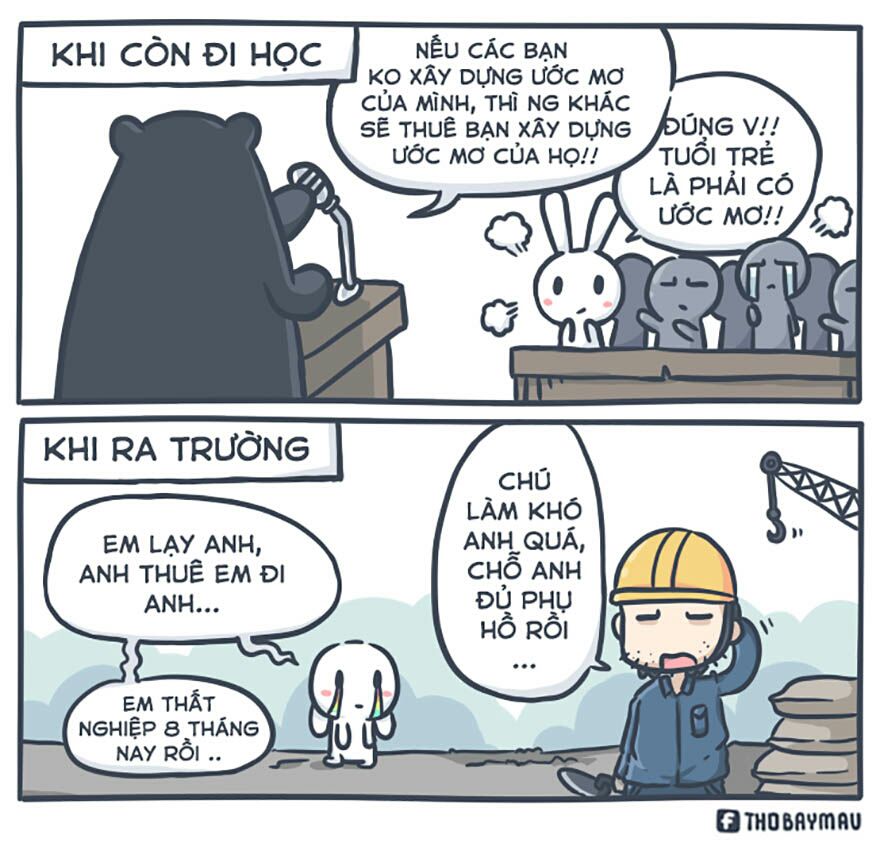 KHI CÒN ĐI HỌC
NẾU CÁC BẠN
KO XÂY DỰNG ƯỚC MƠ
CỦA MÌNH, THÌ NG KHÁC
SẼ THUÊ BẠN XÂY DỰNG
ƯỚC MƠ CỦA HỌ!!
ĐÚNG V!!
TUỔI TRẺ
LÀ PHẢI CÓ
ƯỚC MƠ!!
KHI RA TRƯỜNG
EM LẠY ANH,
ANH THUÊ EM ĐI
ANH...
EM THẤT
NGHIỆP 8 THÁNG
NAY RỒI ..
CHÚ
LÀM KHÓ
ANH QUÁ,
CHỖ ANH
ĐỦ PHỤ
HỒ RỒI
...
f THOBAYMAU